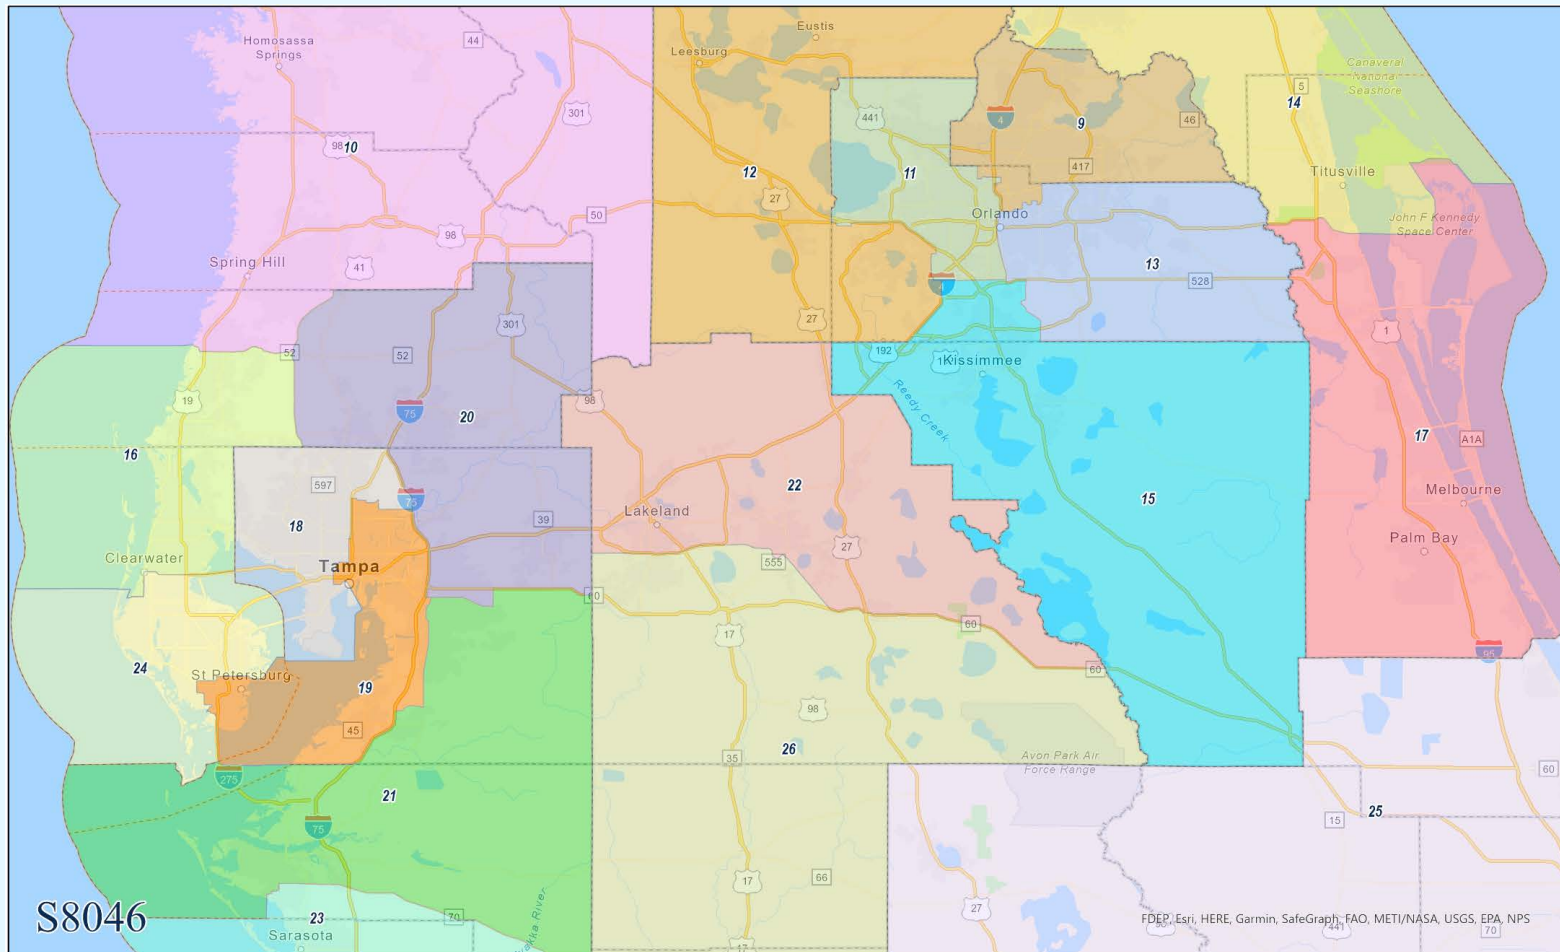 Eustis
Homosassa
Springs
44
Leesburg
Canaveral
National
Seashore
5
14
301
441
4
9
46
98
10
12
11
417
Titusville
27
50
Orlando
John F Kennedy
Space Center
98
Spring Hill
41
13
528
4
301
27
1
52
52
192
Kissimmee
19
98
75
20
Reedy Creek
17
A1A
16
597
75
22
15
Melbourne
18
39
Lakeland
27
Palm Bay
Clearwater
555
Tampa
60
17
60
95
24
St Petersburg
19
60
98
45
26
35
Avon Park Air
Force Range
60
275
21
25
75
15
70
17
66
S8046
23
70
27
FDEP, Esri, HERE, Garmin, SafeGraph, FAO, METI/NASA, USGS, EPA, NPS
441
70
Sarasota
17